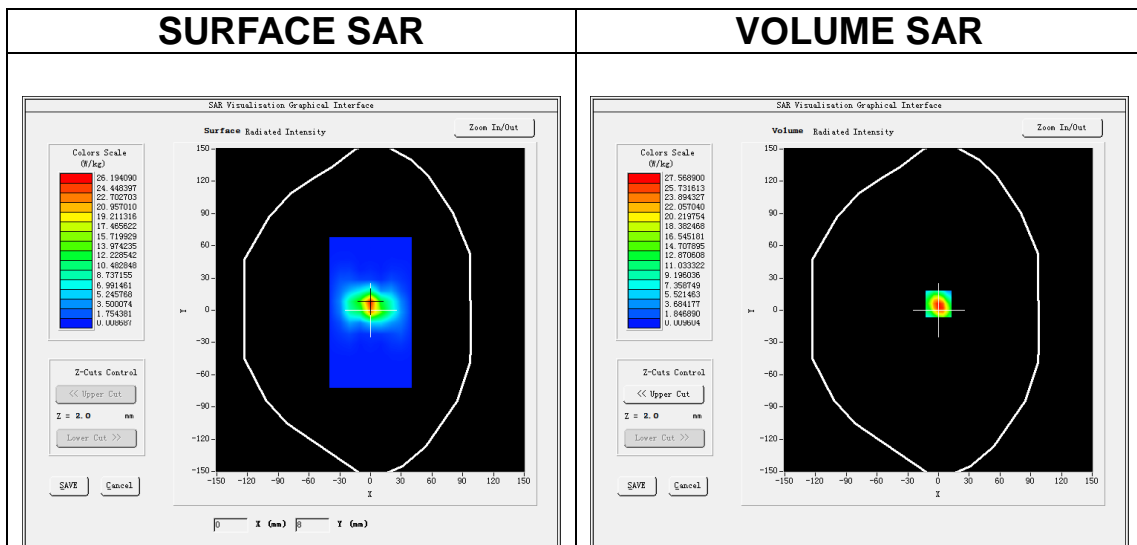 SURFACE SAR
VOLUME SAR
SAR Visualisation Graphical Interface
Surface Radiated Intensity
Zoom In/Out
Colors Scale
(W/kg)
26.194090
24.448397
22.702703
20.957010
19.211316
17.465622
15.719929
13.974235
12.228542
10.482848
8.737155
6.991461
5.245768
3.500074
1.754381
0.008687
150
120
90
60
30
0
-30
-60
-90
-120
-150
Y
-150 -120 -90 -60 -30 0 30 60 90 120 150
X
Z-Cuts Control
<< Upper Cut
Z = 2.0 mm
Lower Cut >>
SAVE Cancel
0 X (mm) 8 Y (mm)
SAR Visualisation Graphical Interface
Volume Radiated Intensity
Zoom In/Out
Colors Scale
(W/kg)
27.568900
25.731613
23.894327
22.057040
20.219754
18.382468
16.545181
14.707895
12.870608
11.033322
9.196036
7.358749
5.521463
3.684177
1.846890
0.009604
150
120
90
60
30
0
-30
-60
-90
-120
-150
Y
-150 -120 -90 -60 -30 0 30 60 90 120 150
X
Z-Cuts Control
<< Upper Cut
Z = 2.0 mm
Lower Cut >>
SAVE Cancel